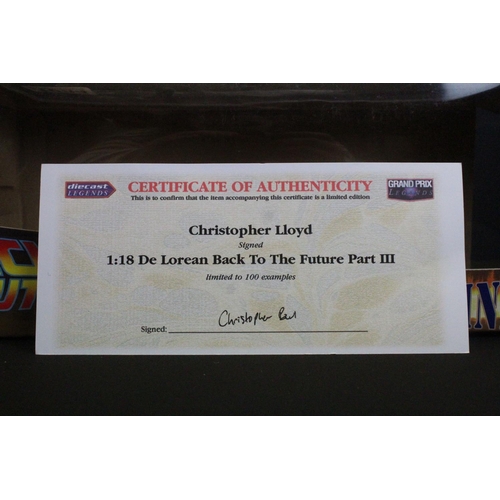 diecast LEGENDS
CERTIFICATE OF AUTHENTICITY
GRAND PRIX LEGENDS
This is to confirm that the item accompanying this certificate is a limited edition
Christopher Lloyd
Signed
1:18 De Lorean Back To The Future Part III
limited to 100 examples
Signed:
Christopher